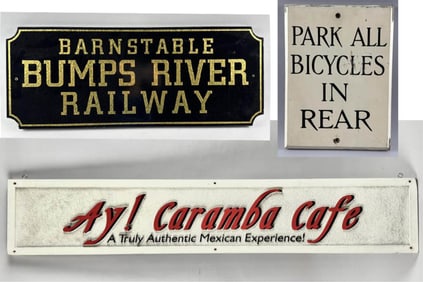 BARNSTABLE
BUMPS RIVER
RAILWAY
PARK ALL
BICYCLES
IN
REAR
Ay! Caramba Cafe
A Truly Authentic Mexican Experience!